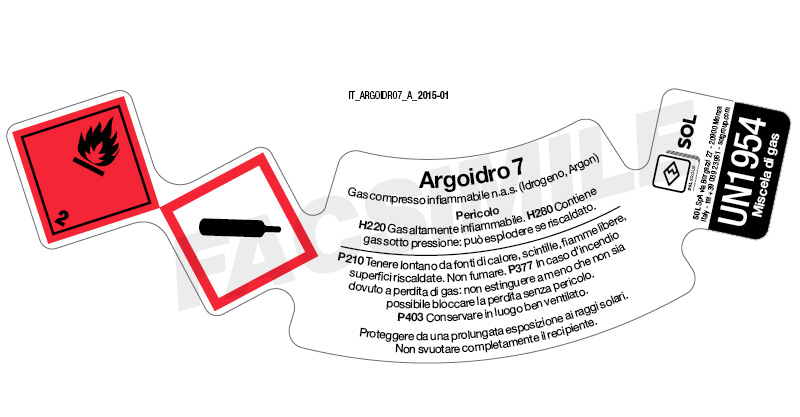 IT_ARGOIDR07_A_2015-01
FACSIMILE
2
Argoidro 7
Gas compresso infiammabile n.a.s. (Idrogeno, Argon)
Pericolo
H220 Gas altamente infiammabile. H280 Contiene
gas sotto pressione: può esplodere se riscaldato.
P210 Tenere lontano da fonti di calore, scintille, fiamme libere,
superfici riscaldate. Non fumare. P377 In caso d'incendio
dovuto a perdita di gas: non estinguere a meno che non sia
possibile bloccare la perdita senza pericolo.
P403 Conservare in luogo ben ventilato.
Proteggere da una prolungata esposizione ai raggi solari.
Non svuotare completamente il recipiente.
SOL
SOL SpA via Borgazzi 27 - 20900 Monza
Italy - tel +39 039 23961 - solgroup.com
UN1954
Miscela di gas